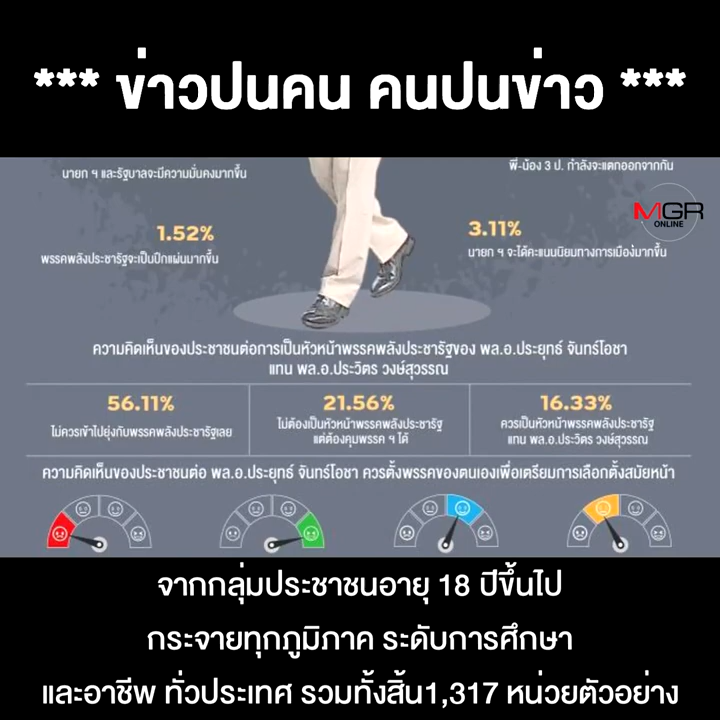 *** ข่าวปนคน คนปนข่าว ***
นายก ฯ และรัฐบาลจะมีความมั่นคงมากขึ้น
พี่-น้อง 3 ป. กำลังจะแตกออกจากกัน
MGR
ONLINE
1.52%
พรรคพลังประชารัฐจะเป็นปึกแผ่นมากขึ้น
3.11%
นายก ฯ จะได้คะแนนนิยมทางการเมืองมากขึ้น
ความคิดเห็นของประชาชนต่อการเป็นหัวหน้าพรรคพลังประชารัฐของ พล.อ.ประยุทธ์ จันทร์โอชา
แทน พล.อ.ประวิตร วงษ์สุวรรณ
56.11%
ไม่ควรเข้าไปยุ่งกับพรรคพลังประชารัฐเลย
21.56%
ไม่ต้องเป็นหัวหน้าพรรคพลังประชารัฐ
แต่ต้องคุมพรรค ฯ ได้
16.33%
ควรเป็นหัวหน้าพรรคพลังประชารัฐ
แทน พล.อ.ประวิตร วงษ์สุวรรณ
ความคิดเห็นของประชาชนต่อ พล.อ.ประยุทธ์ จันทร์โอชา ควรตั้งพรรคของตนเองเพื่อเตรียมการเลือกตั้งสมัยหน้า
จากกลุ่มประชาชนอายุ 18 ปีขึ้นไป
กระจายทุกภูมิภาค ระดับการศึกษา
และอาชีพ ทั่วประเทศ รวมทั้งสิ้น1,317 หน่วยตัวอย่าง